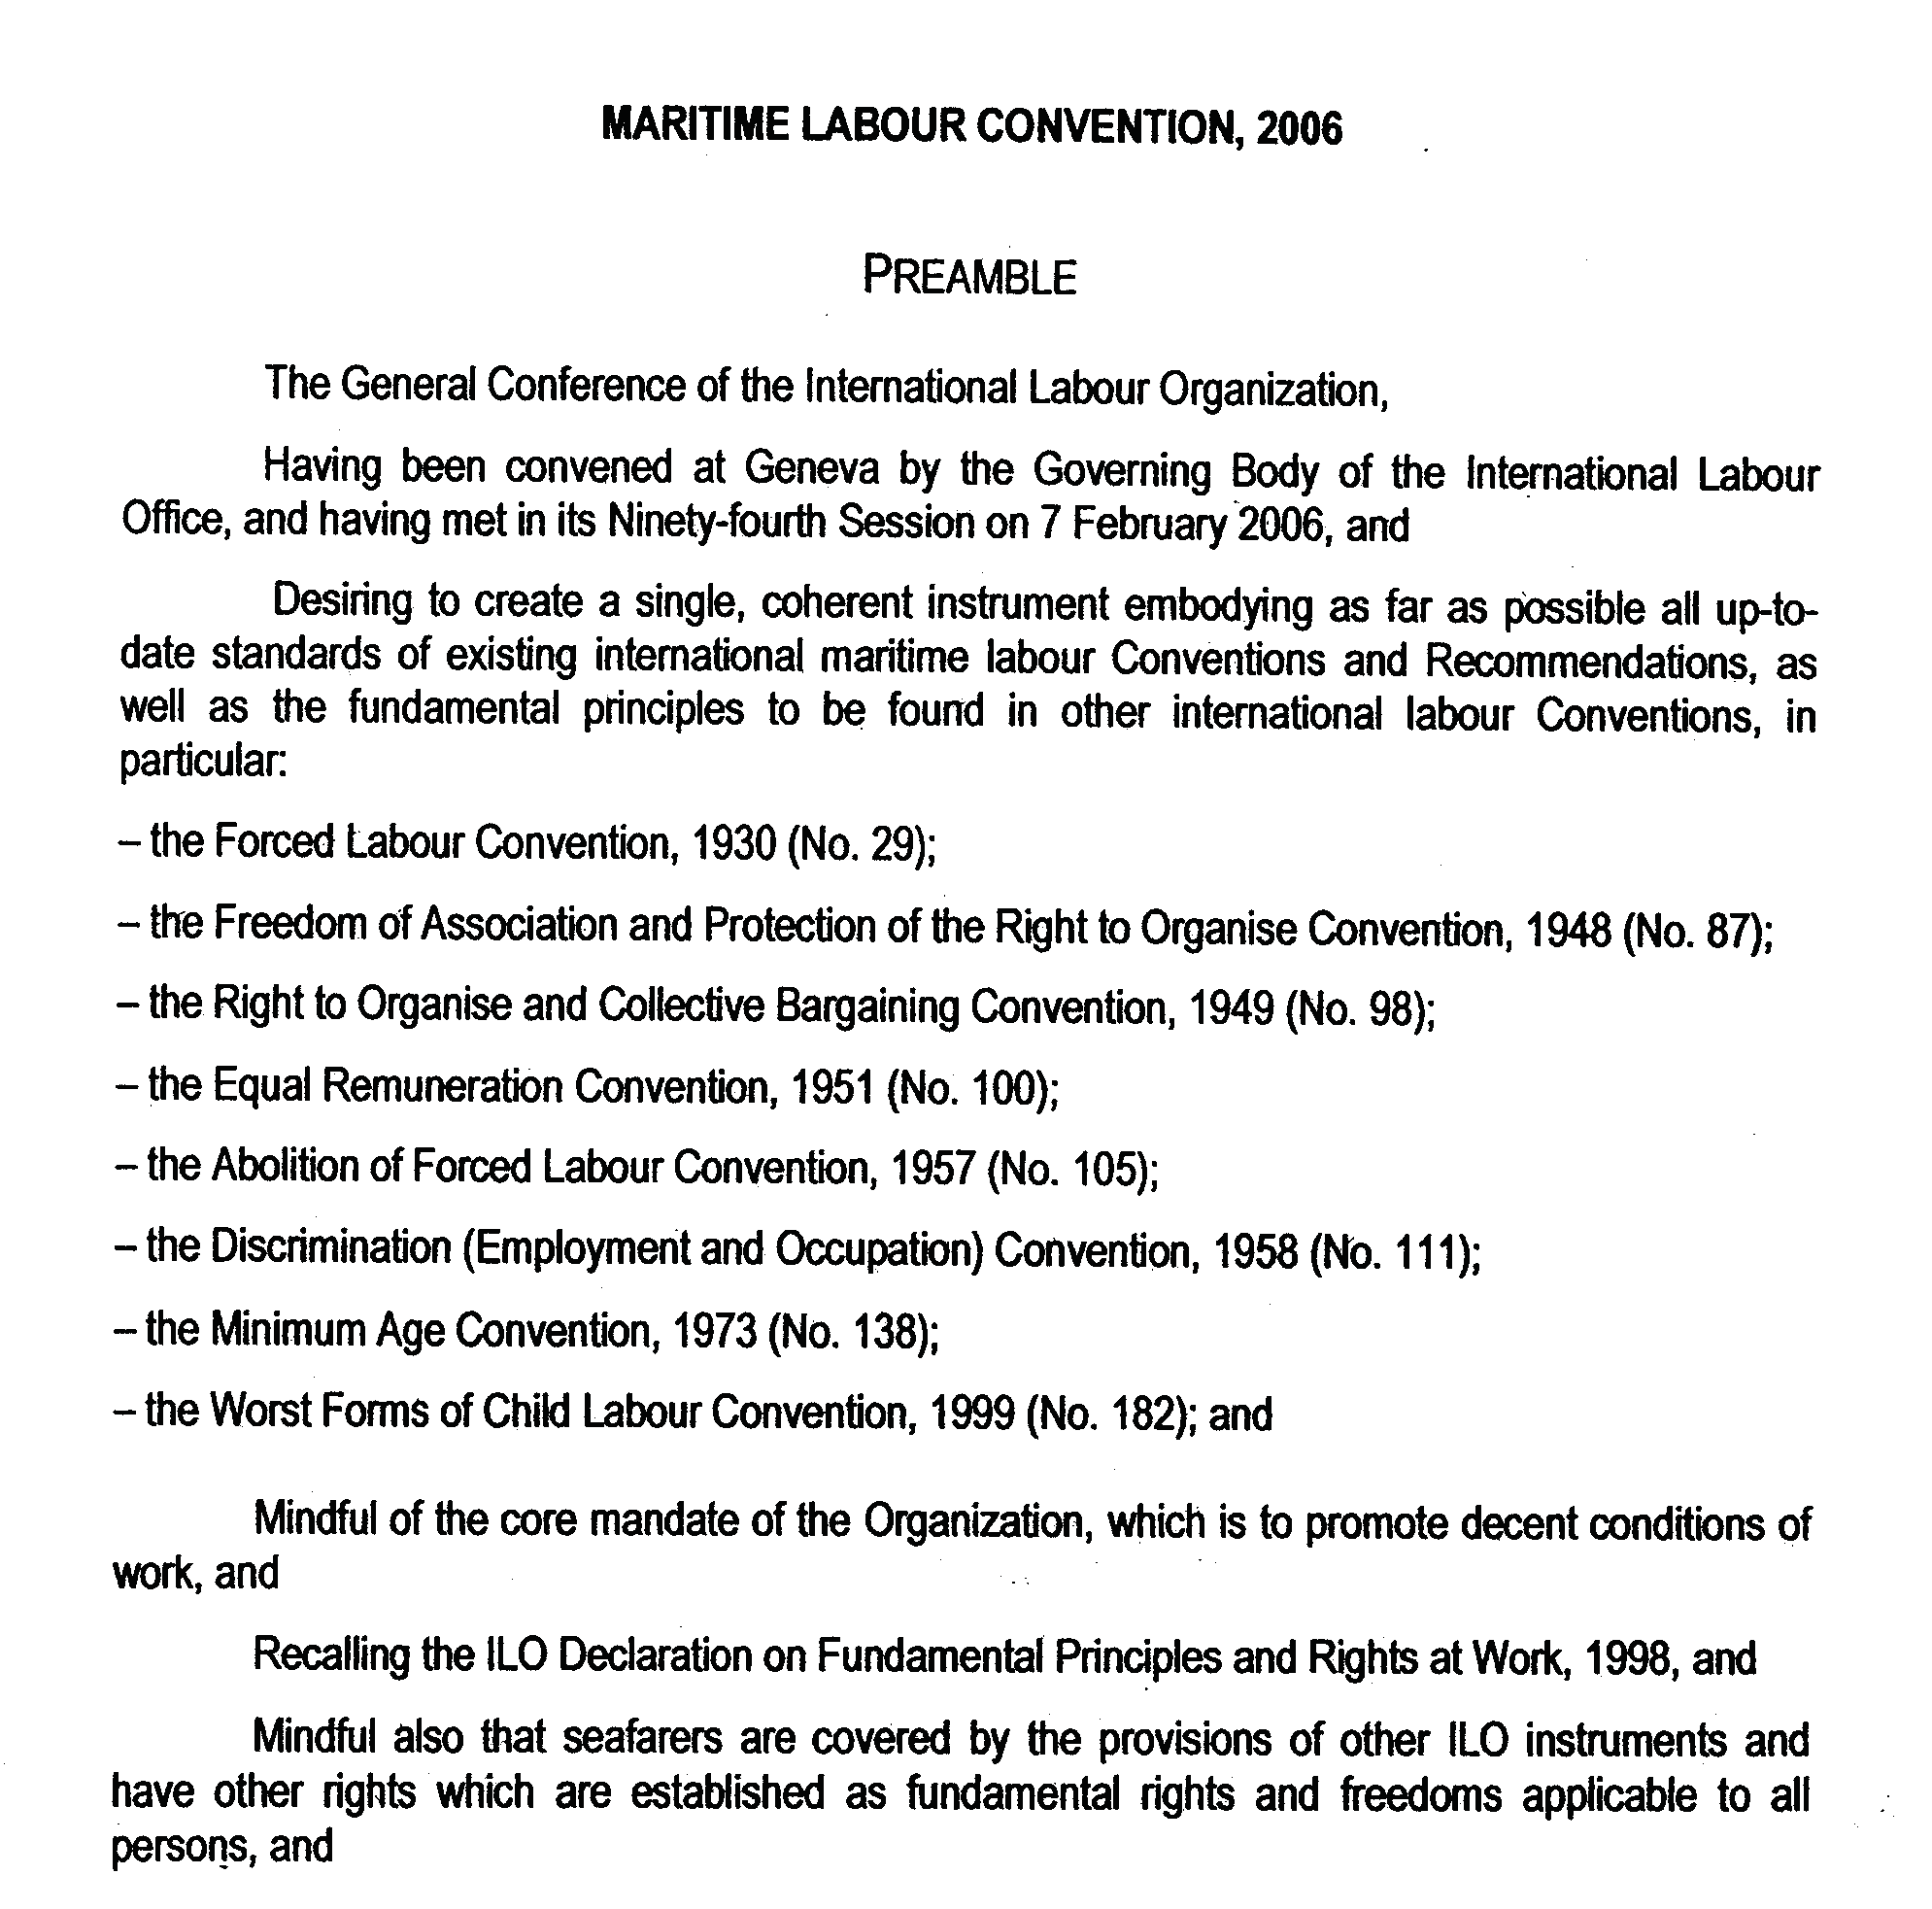 MARITIME LABOUR CONVENTION, 2006
PREAMBLE
The General Conference of the International Labour Organization,
Having been convened at Geneva by the Governing Body of the International Labour
Office, and having met in its Ninety-fourth Session on 7 February 2006, and
Desiring to create a single, coherent instrument embodying as far as possible all up-to-
date standards of existing international maritime labour Conventions and Recommendations, as
well as the fundamental principles to be found in other international labour Conventions, in
particular:
– the Forced Labour Convention, 1930 (No. 29);
– the Freedom of Association and Protection of the Right to Organise Convention, 1948 (No. 87);
– the Right to Organise and Collective Bargaining Convention, 1949 (No. 98);
– the Equal Remuneration Convention, 1951 (No. 100);
– the Abolition of Forced Labour Convention, 1957 (No. 105);
– the Discrimination (Employment and Occupation) Convention, 1958 (No. 111);
– the Minimum Age Convention, 1973 (No. 138);
– the Worst Forms of Child Labour Convention, 1999 (No. 182); and
Mindful of the core mandate of the Organization, which is to promote decent conditions of
work, and
Recalling the ILO Declaration on Fundamental Principles and Rights at Work, 1998, and
Mindful also that seafarers are covered by the provisions of other ILO instruments and
have other rights which are established as fundamental rights and freedoms applicable to all
persons, and